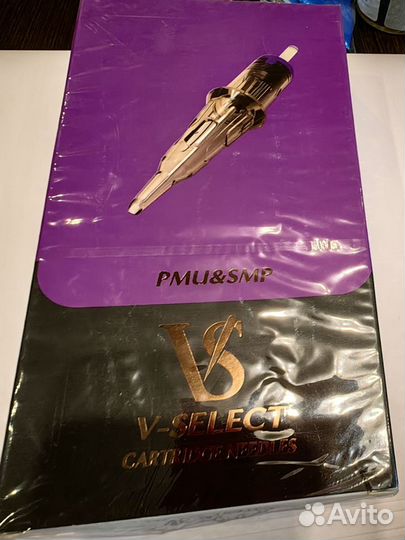 PMU&SMP
VS
V-SELECT
CARTRIDGE NEEDLES
Avito